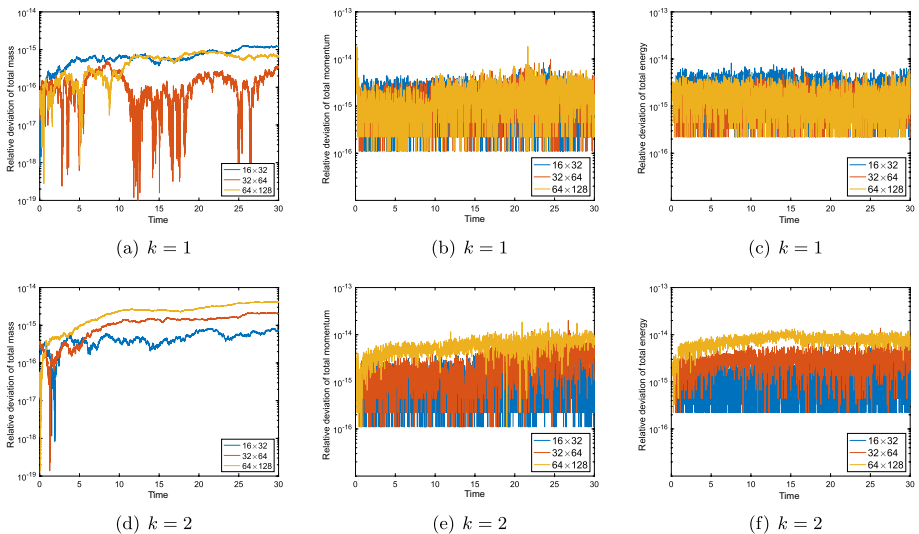 Relative deviation of total mass
10^-14
10^-15
10^-16
10^-17
10^-18
10^-19
0 5 10 15 20 25 30
Time
16×32
32×64
64×128
(a) k = 1
Relative deviation of total momentum
10^-13
10^-14
10^-15
10^-16
0 5 10 15 20 25 30
Time
16×32
32×64
64×128
(b) k = 1
Relative deviation of total energy
10^-13
10^-14
10^-15
10^-16
0 5 10 15 20 25 30
Time
16×32
32×64
64×128
(c) k = 1
Relative deviation of total mass
10^-14
10^-15
10^-16
10^-17
10^-18
10^-19
0 5 10 15 20 25 30
Time
16×32
32×64
64×128
(d) k = 2
Relative deviation of total momentum
10^-13
10^-14
10^-15
10^-16
0 5 10 15 20 25 30
Time
16×32
32×64
64×128
(e) k = 2
Relative deviation of total energy
10^-13
10^-14
10^-15
10^-16
0 5 10 15 20 25 30
Time
16×32
32×64
64×128
(f) k = 2